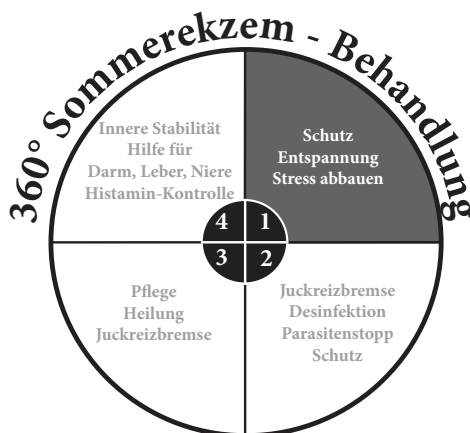 360° Sommerekzem - Behandlung
Innere Stabilität
Hilfe für
Darm, Leber, Niere
Histamin-Kontrolle
Schutz
Entspannung
Stress abbauen
4
1
3
2
Pflege
Heilung
Juckreizbremse
Juckreizbremse
Desinfektion
Parasitenstopp
Schutz